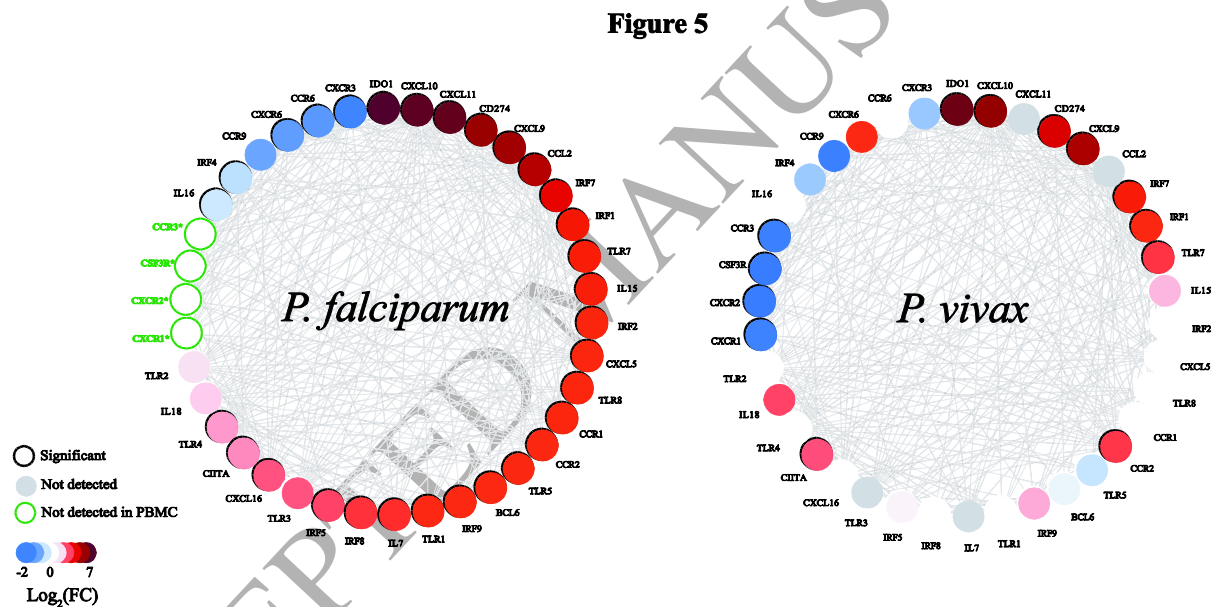 Figure 5
IDO1
CXCL10
CXCL11
CD274
CXCL9
CCL2
IRF7
IRF1
TLR7
IL15
IRF2
CXCL5
TLR8
CCR1
CCR2
TLR5
BCL6
IRF9
TLR1
IL7
IRF8
IRF5
TLR3
CXCL16
CIITA
TLR4
IL18
TLR2
CXCR1*
CXCR2*
CSF3R*
CCR3*
IL16
IRF4
CCR9
CXCR6
CCR6
CXCR3
P. falciparum
IDO1
CXCL10
CXCL11
CD274
CXCL9
CCL2
IRF7
IRF1
TLR7
IL15
IRF2
CXCL5
TLR8
CCR1
CCR2
TLR5
BCL6
IRF9
TLR1
IL7
IRF8
IRF5
TLR3
CXCL16
CIITA
TLR4
IL18
TLR2
CXCR1
CXCR2
CSF3R
CCR3
IL16
IRF4
CCR9
CXCR6
CCR6
CXCR3
P. vivax
Significant
Not detected
Not detected in PBMC
-2 0 7
Log2(FC)